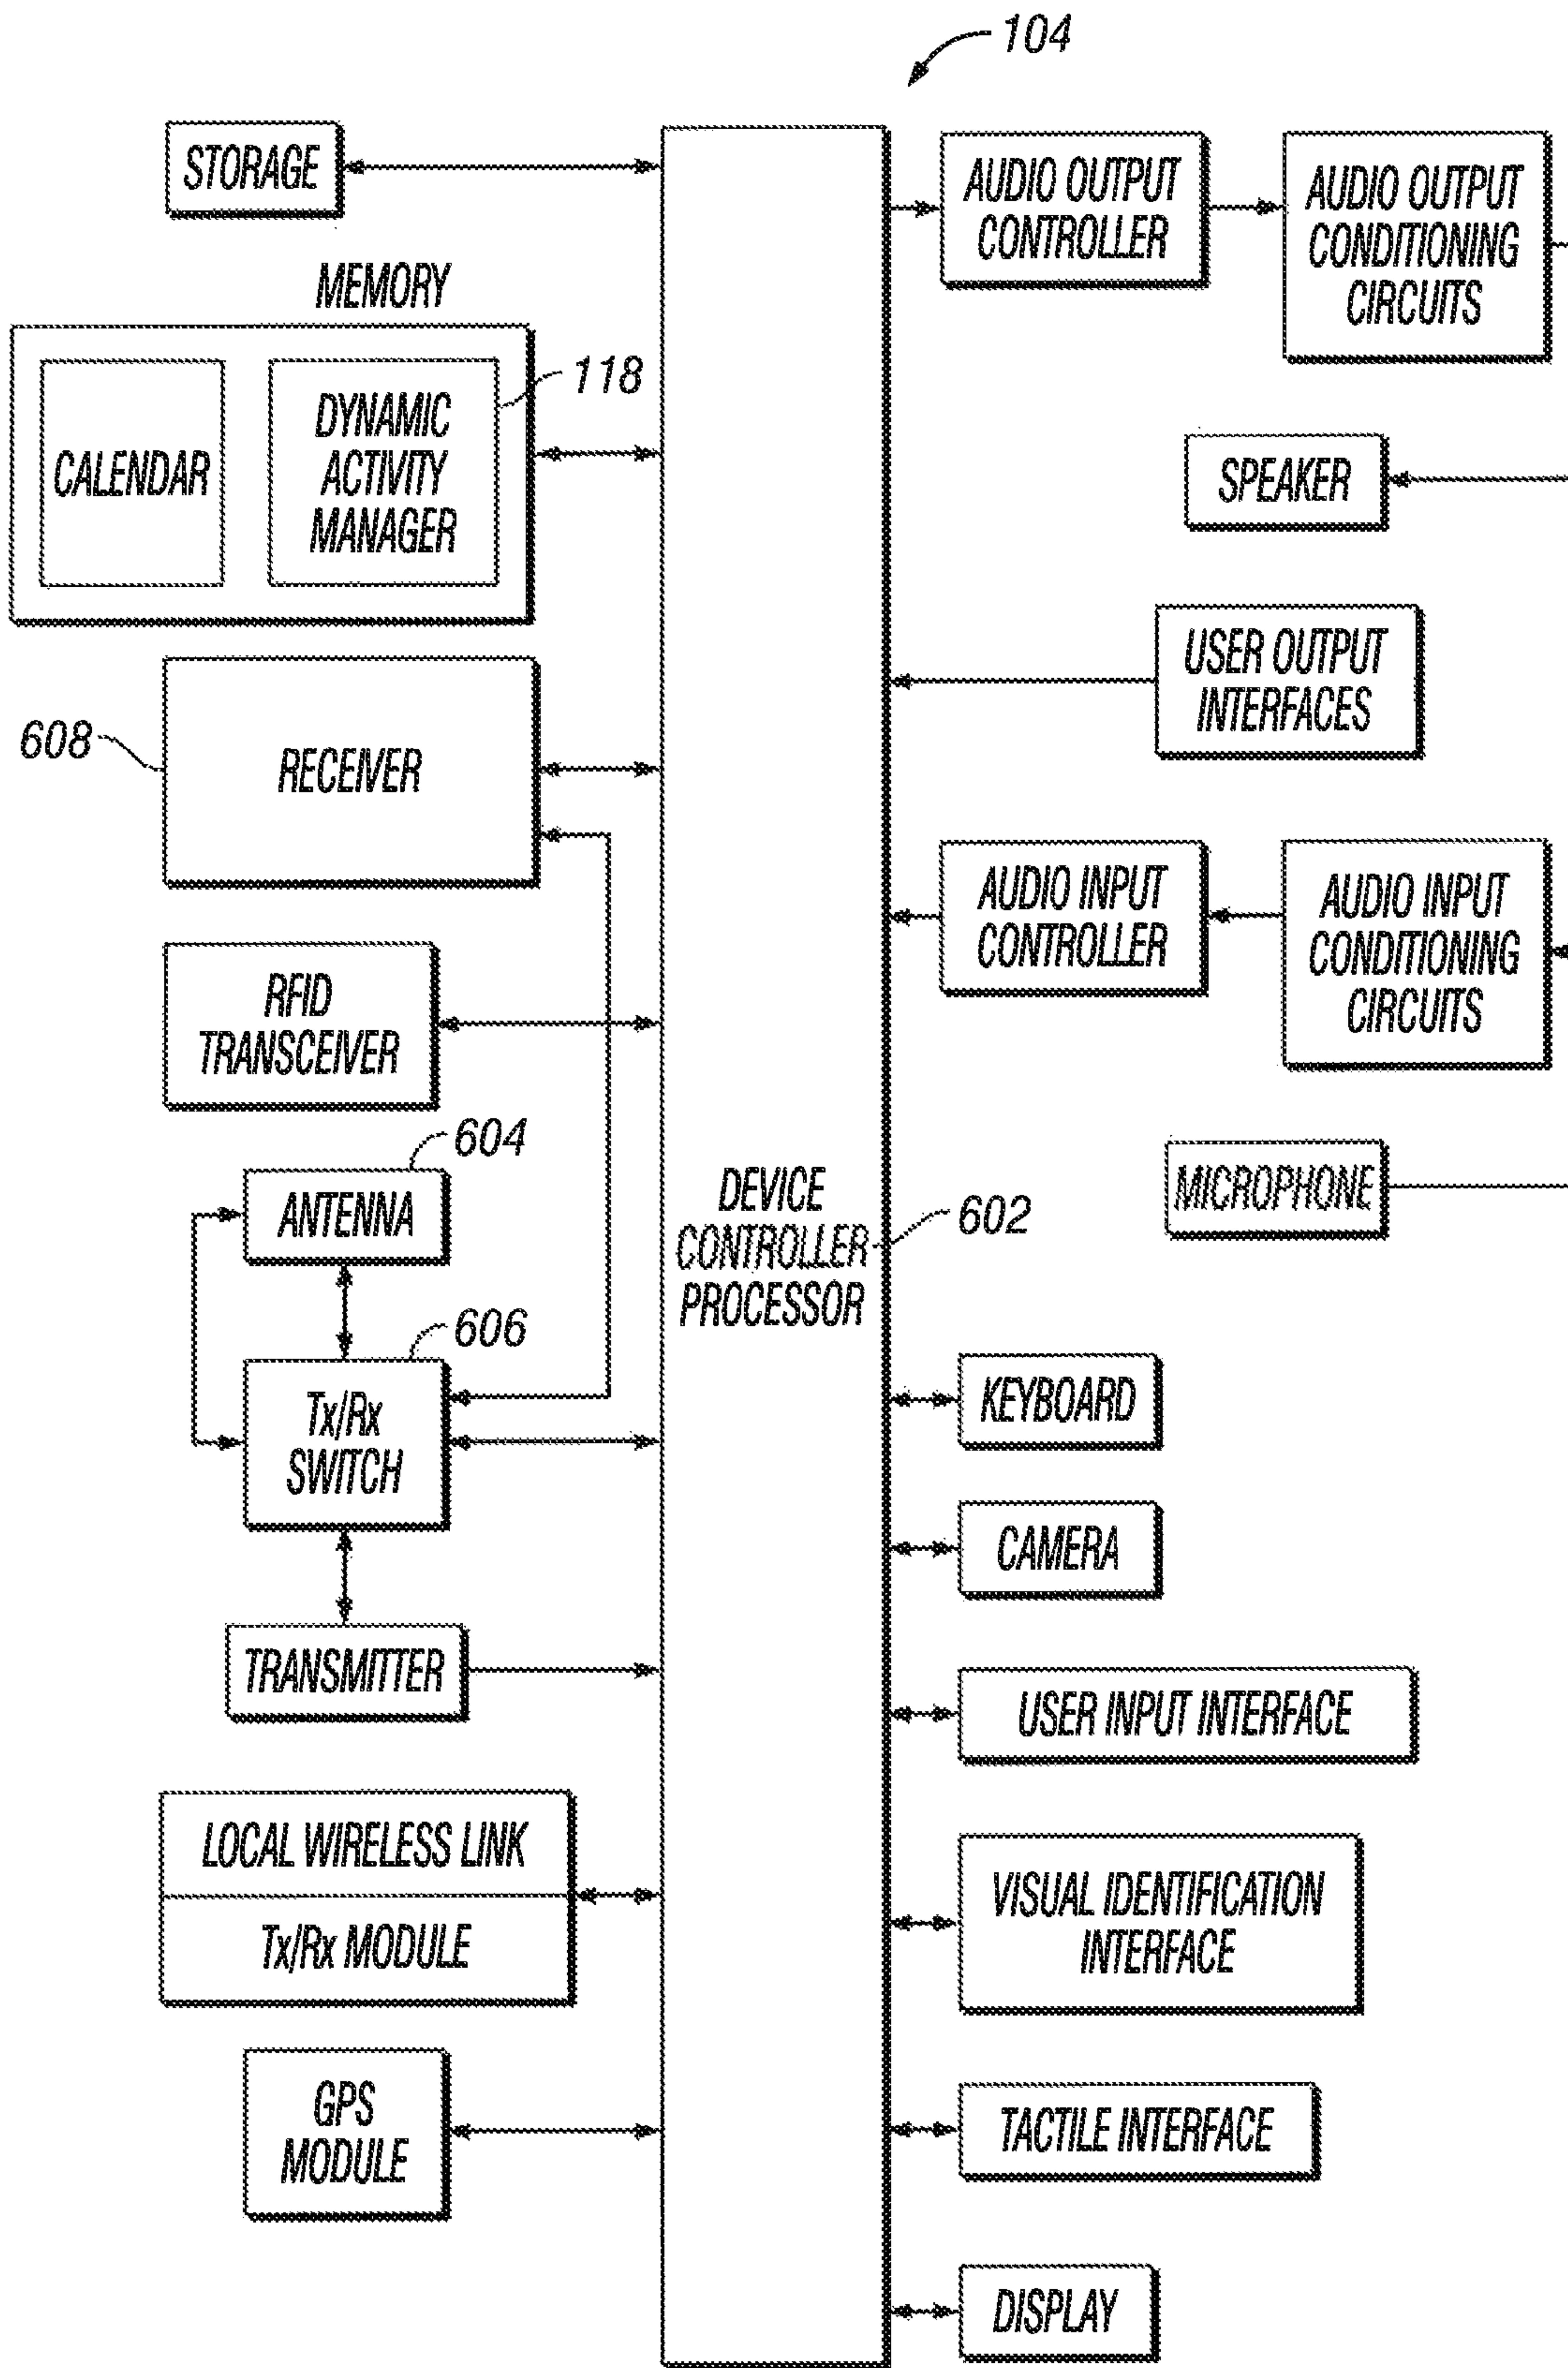 104
STORAGE
MEMORY
CALENDAR
DYNAMIC
ACTIVITY
MANAGER
118
608
RECEIVER
RFID
TRANSCEIVER
604
ANTENNA
606
Tx/Rx
SWITCH
TRANSMITTER
LOCAL WIRELESS LINK
Tx/Rx MODULE
GPS
MODULE
DEVICE
CONTROLLER
PROCESSOR
602
AUDIO OUTPUT
CONTROLLER
AUDIO OUTPUT
CONDITIONING
CIRCUITS
SPEAKER
USER OUTPUT
INTERFACES
AUDIO INPUT
CONTROLLER
AUDIO INPUT
CONDITIONING
CIRCUITS
MICROPHONE
KEYBOARD
CAMERA
USER INPUT INTERFACE
VISUAL IDENTIFICATION
INTERFACE
TACTILE INTERFACE
DISPLAY